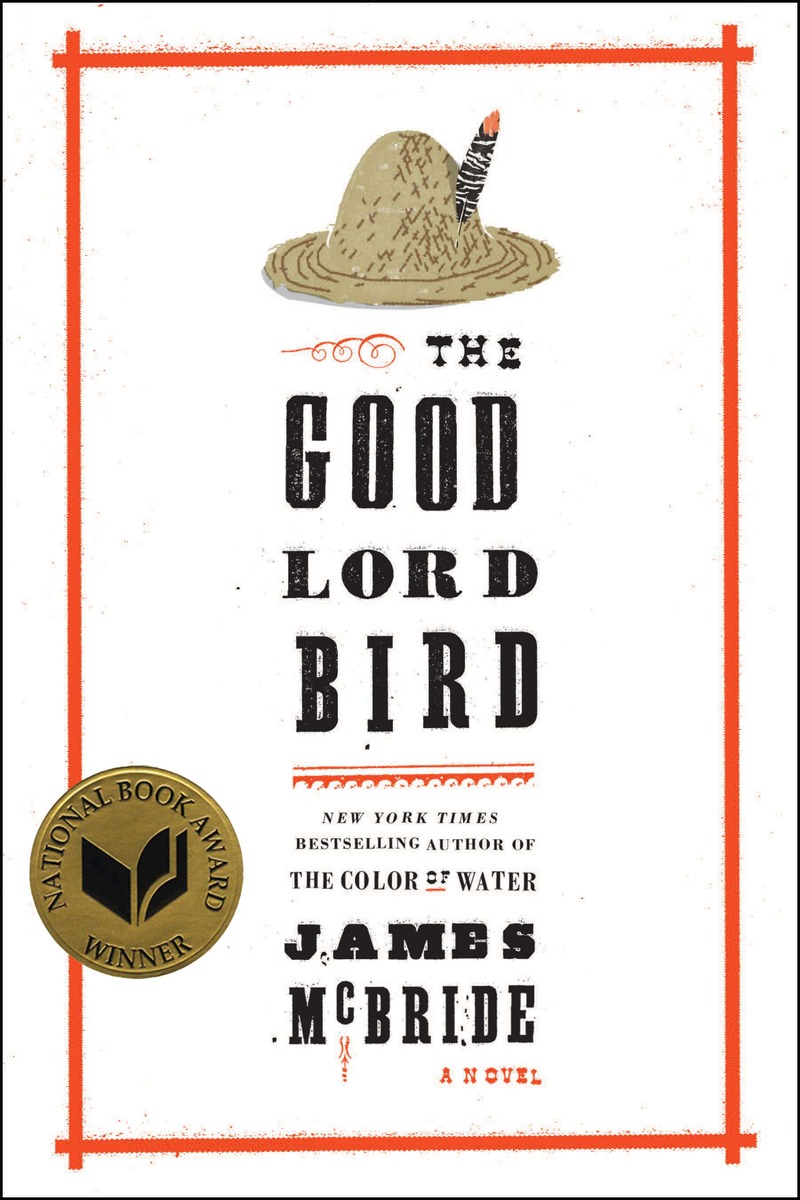 THE
GOOD
LORD
BIRD
NEW YORK TIMES
BESTSELLING AUTHOR OF
THE COLOR OF WATER
JAMES
McBRIDE
A NOVEL
NATIONAL BOOK AWARD
WINNER